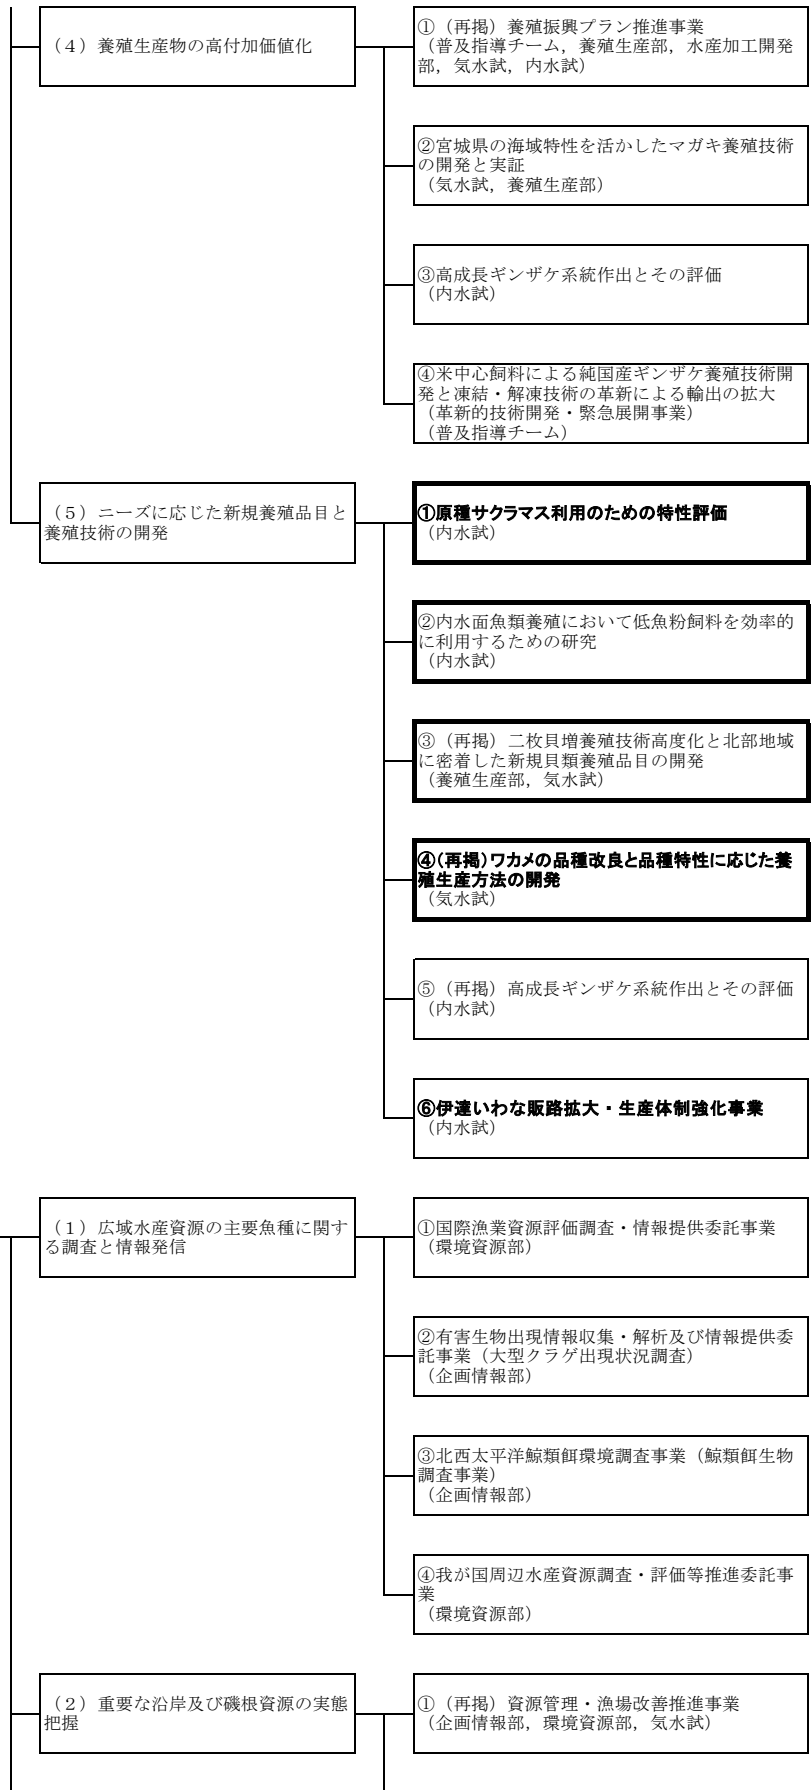 （４）養殖生産物の高付加価値化
①（再掲）養殖振興プラン推進事業
（普及指導チーム，養殖生産部，水産加工開発
部，気水試，内水試）
②宮城県の海域特性を活かしたマガキ養殖技術
の開発と実証
（気水試，養殖生産部）
③高成長ギンザケ系統作出とその評価
（内水試）
④米中心飼料による純国産ギンザケ養殖技術開
発と凍結・解凍技術の革新による輸出の拡大
（革新的技術開発・緊急展開事業）
（普及指導チーム）
（５）ニーズに応じた新規養殖品目と
養殖技術の開発
①原種サクラマス利用のための特性評価
（内水試）
②内水面魚類養殖において低魚粉飼料を効率的
に利用するための研究
（内水試）
③（再掲）二枚貝増養殖技術高度化と北部地域
に密着した新規貝類養殖品目の開発
（養殖生産部，気水試）
④（再掲）ワカメの品種改良と品種特性に応じた養
殖生産方法の開発
（気水試）
⑤（再掲）高成長ギンザケ系統作出とその評価
（内水試）
⑥伊達いわな販路拡大・生産体制強化事業
（内水試）
（１）広域水産資源の主要魚種に関す
る調査と情報発信
①国際漁業資源評価調査・情報提供委託事業
（環境資源部）
②有害生物出現情報収集・解析及び情報提供委
託事業（大型クラゲ出現状況調査）
（企画情報部）
③北西太平洋鯨類餌環境調査事業（鯨類餌生物
調査事業）
（企画情報部）
④我が国周辺水産資源調査・評価等推進委託事
業
（環境資源部）
（２）重要な沿岸及び磯根資源の実態
把握
①（再掲）資源管理・漁場改善推進事業
（企画情報部，環境資源部，気水試）